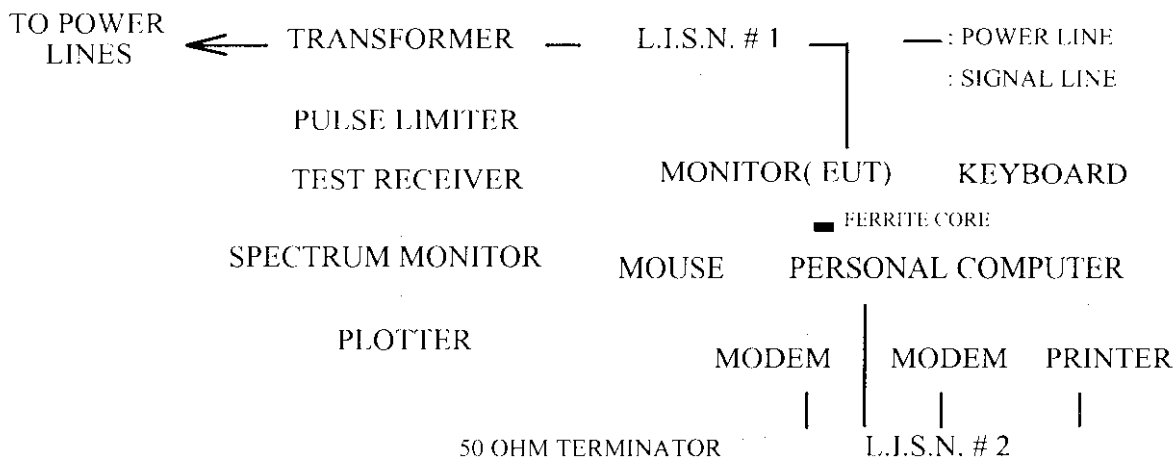 TO POWER LINES
TRANSFORMER
L.I.S.N. # 1
: POWER LINE
: SIGNAL LINE
PULSE LIMITER
TEST RECEIVER
MONITOR( EUT)
KEYBOARD
FERRITE CORE
SPECTRUM MONITOR
MOUSE
PERSONAL COMPUTER
PLOTTER
MODEM
MODEM
PRINTER
50 OHM TERMINATOR
L.I.S.N. # 2